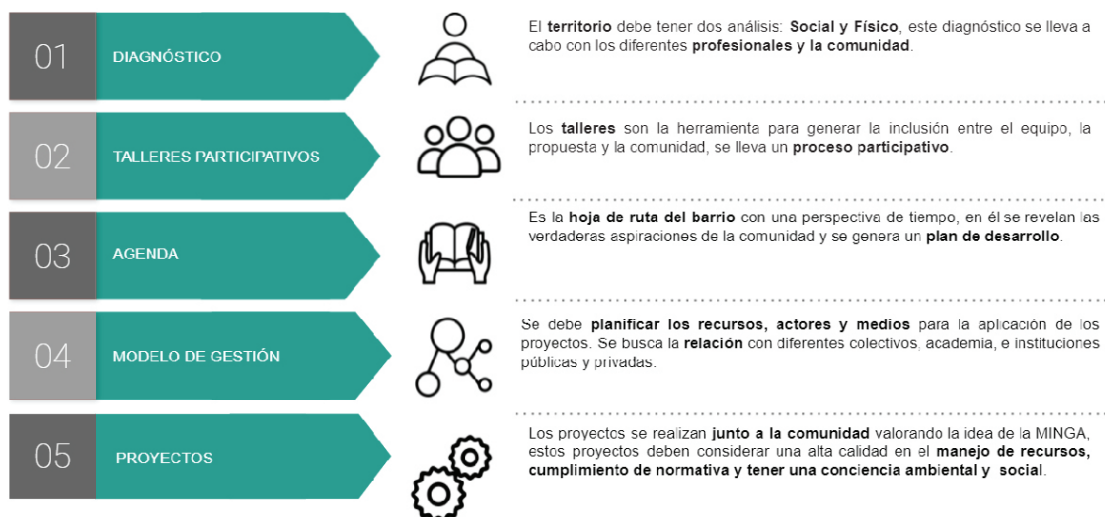 01
DIAGNÓSTICO
El territorio debe tener dos análisis: Social y Físico, este diagnóstico se lleva a
cabo con los diferentes profesionales y la comunidad.
02
TALLERES PARTICIPATIVOS
Los talleres son la herramienta para generar la inclusión entre el equipo, la
propuesta y la comunidad, se lleva un proceso participativo.
03
AGENDA
Es la hoja de ruta del barrio con una perspectiva de tiempo, en él se revelan las
verdaderas aspiraciones de la comunidad y se genera un plan de desarrollo.
04
MODELO DE GESTIÓN
Se debe planificar los recursos, actores y medios para la aplicación de los
proyectos. Se busca la relación con diferentes colectivos, academia, e instituciones
públicas y privadas.
05
PROYECTOS
Los proyectos se realizan junto a la comunidad valorando la idea de la MINGA,
estos proyectos deben considerar una alta calidad en el manejo de recursos,
cumplimiento de normativa y tener una conciencia ambiental y social.